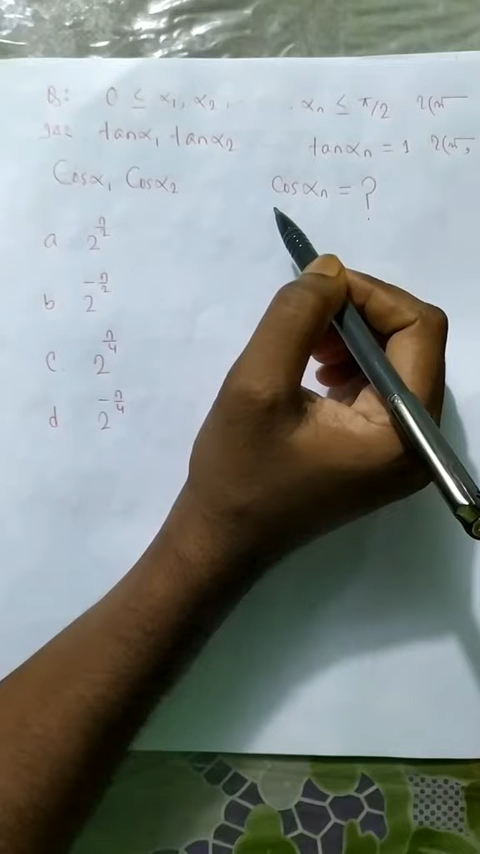 Q: 0 ≤ α₁, α₂, .. . αₙ ≤ π/2
tanα₁ tanα₂ tanαₙ = 1
Cosα₁ Cosα₂ Cosαₙ = ?
a 2^(n/2)
b 2^(-n/2)
c. 2^(n/4)
d 2^(-n/4)